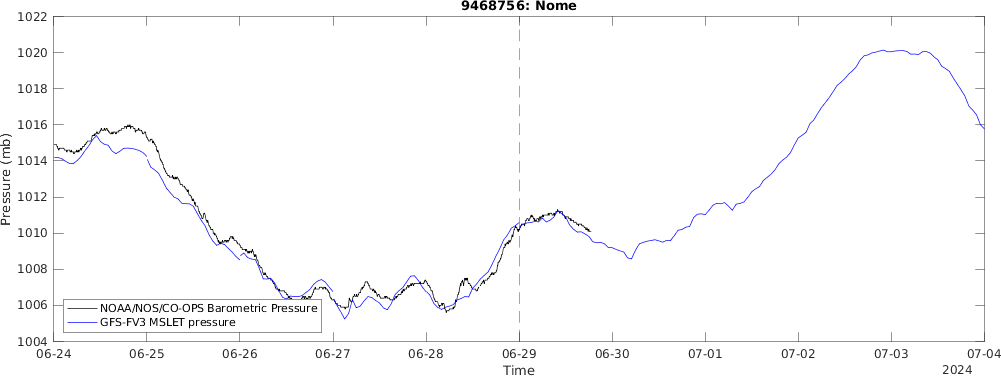 9468756: Nome
Pressure (mb)
1022
1020
1018
1016
1014
1012
1010
1008
1006
1004
NOAA/NOS/CO-OPS Barometric Pressure
GFS-FV3 MSLET pressure
06-24 06-25 06-26 06-27 06-28 06-29 06-30 07-01 07-02 07-03 07-04
Time
2024